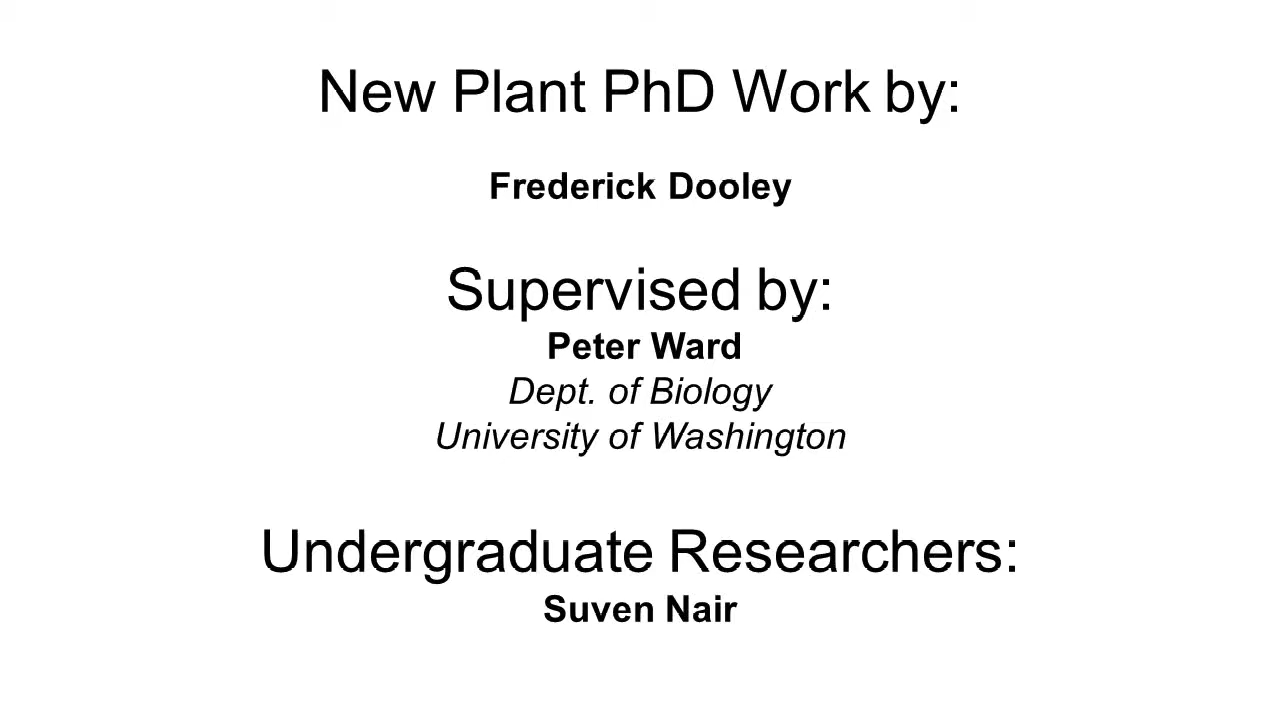 New Plant PhD Work by:
Frederick Dooley
Supervised by:
Peter Ward
Dept. of Biology
University of Washington
Undergraduate Researchers:
Suven Nair